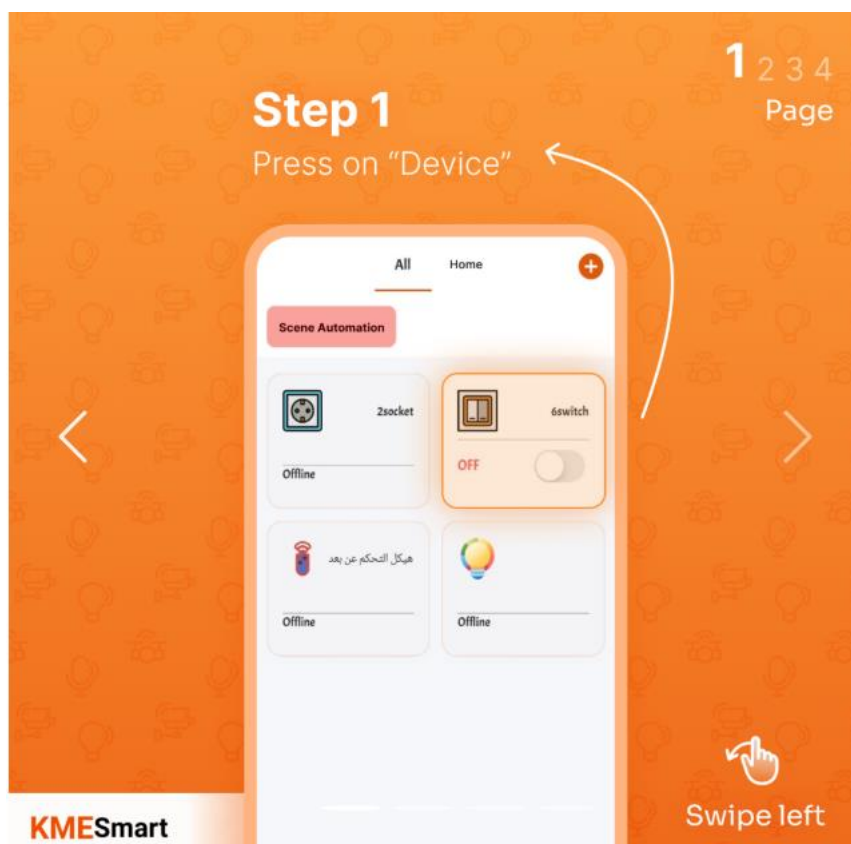 1 2 3 4
Page
Step 1
Press on “Device”
All Home
Scene Automation
2socket
Offline
6switch
OFF
هيكل التحكم عن بعد
Offline
Offline
Swipe left
KMESmart